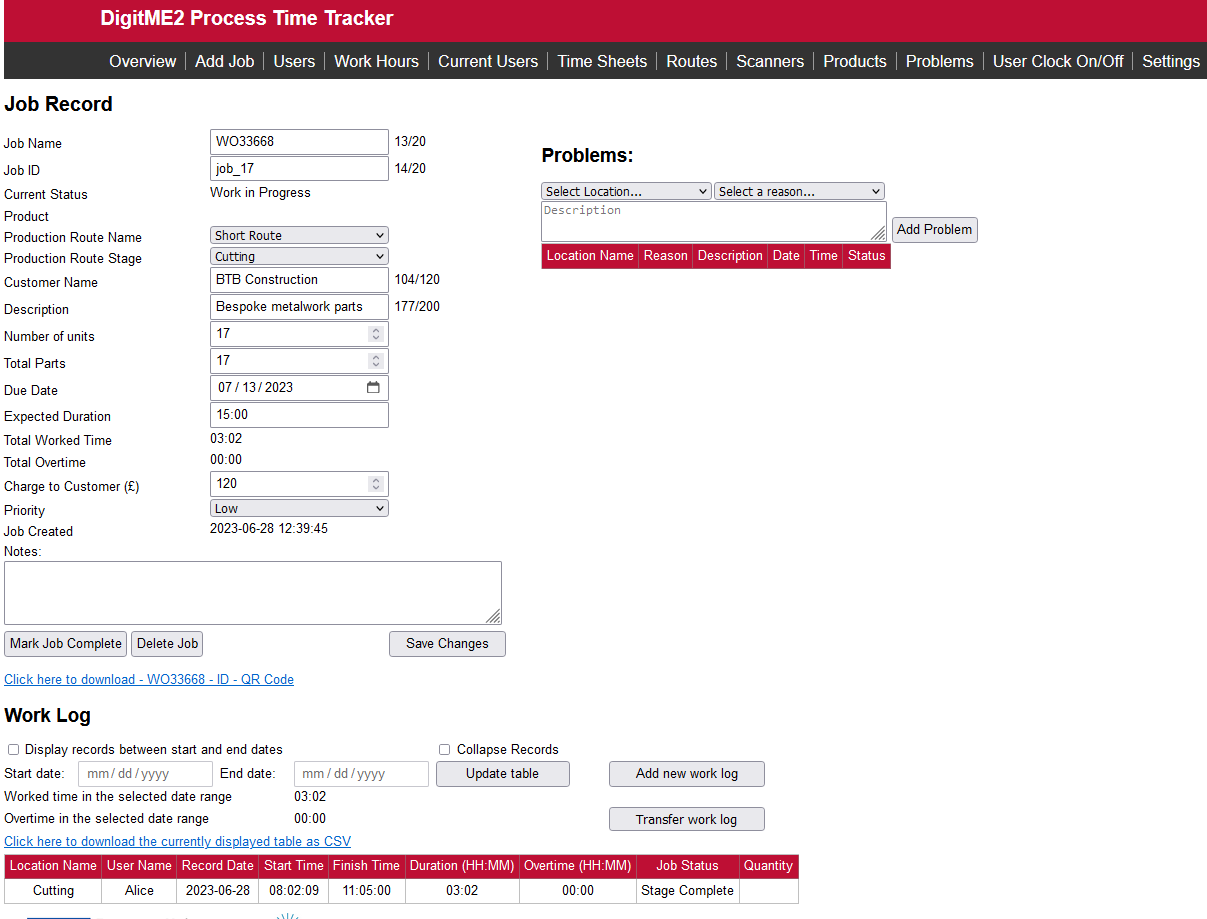 DigitME2 Process Time Tracker
Overview Add Job Users Work Hours Current Users Time Sheets Routes Scanners Products Problems User Clock On/Off Settings
Job Record
Job Name WO33668 13/20
Job ID job_17 14/20
Current Status Work in Progress
Product
Production Route Name Short Route
Production Route Stage Cutting
Customer Name BTB Construction 104/120
Description Bespoke metalwork parts 177/200
Number of units 17
Total Parts 17
Due Date 07/13/2023
Expected Duration 15:00
Total Worked Time 03:02
Total Overtime 00:00
Charge to Customer (£) 120
Priority Low
Job Created 2023-06-28 12:39:45
Notes:
Mark Job Complete Delete Job Save Changes
Click here to download - WO33668 - ID - QR Code
Problems:
Select Location... Select a reason...
Description
Add Problem
Location Name Reason Description Date Time Status
Work Log
Display records between start and end dates Collapse Records
Start date: mm/dd/yyyy End date: mm/dd/yyyy Update table Add new work log
Worked time in the selected date range 03:02
Overtime in the selected date range 00:00 Transfer work log
Click here to download the currently displayed table as CSV
Location Name User Name Record Date Start Time Finish Time Duration (HH:MM) Overtime (HH:MM) Job Status Quantity
Cutting Alice 2023-06-28 08:02:09 11:05:00 03:02 00:00 Stage Complete